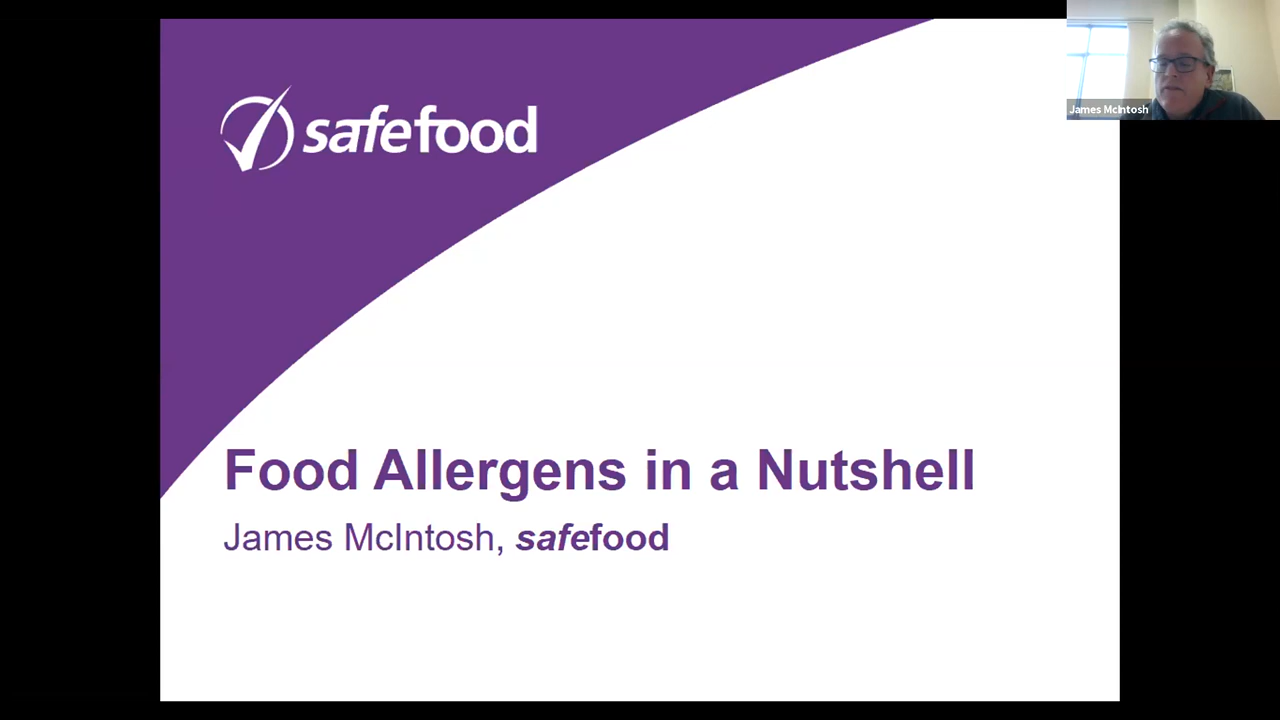 safefood
James McIntosh
Food Allergens in a Nutshell
James McIntosh, safefood